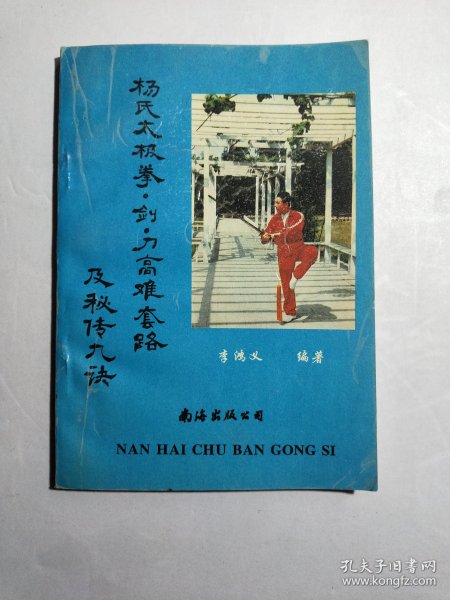 杨氏太极拳·剑·刀高难套路
及秘传九诀
李鸿义 编著
南海出版公司
NAN HAI CHU BAN GONG SI
孔夫子旧书网
www.kongfz.com